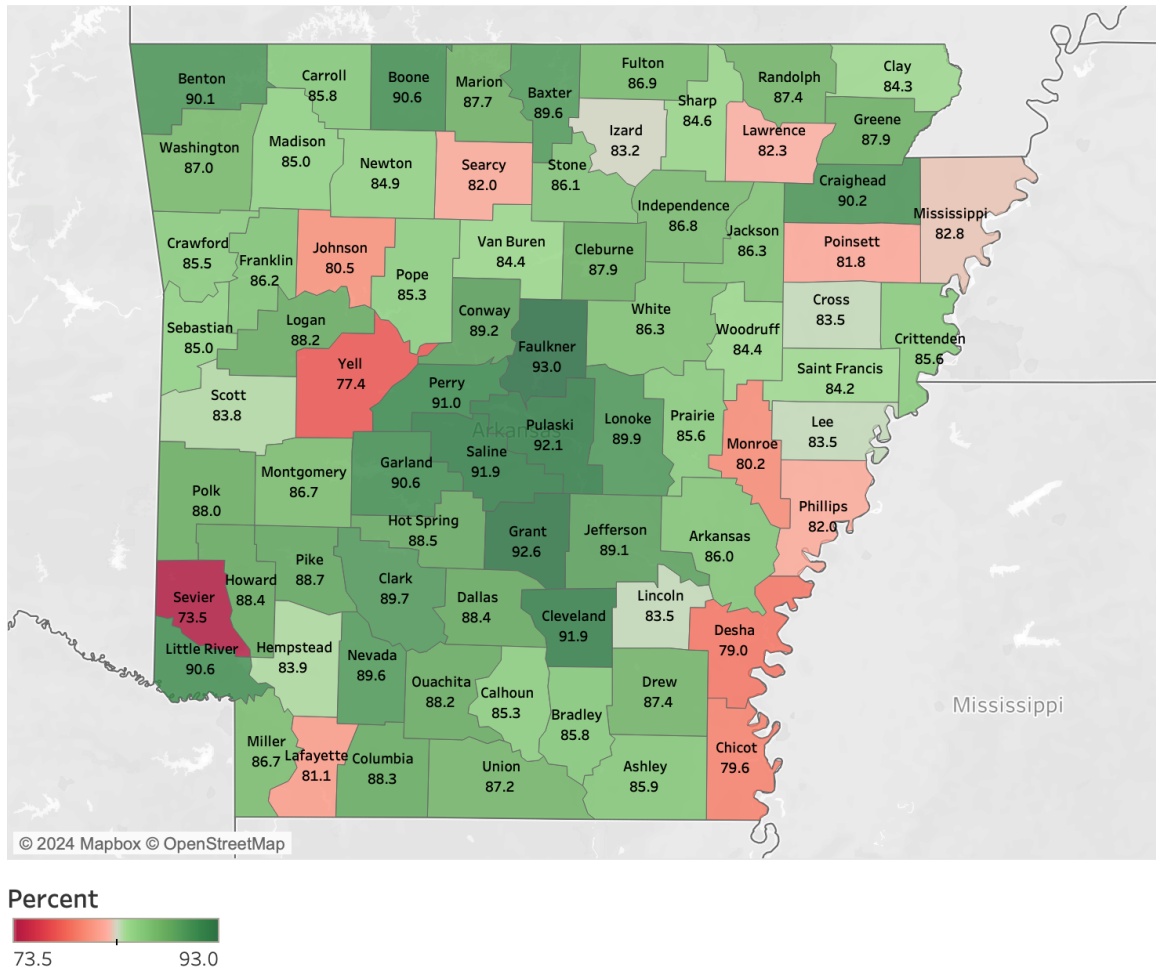 Benton
90.1
Carroll
85.8
Boone
90.6
Marion
87.7
Baxter
89.6
Fulton
86.9
Sharp
84.6
Randolph
87.4
Clay
84.3
Washington
87.0
Madison
85.0
Newton
84.9
Searcy
82.0
Stone
86.1
Izard
83.2
Lawrence
82.3
Greene
87.9
Independence
86.8
Jackson
86.3
Craighead
90.2
Mississippi
82.8
Crawford
85.5
Franklin
86.2
Johnson
80.5
Pope
85.3
Van Buren
84.4
Cleburne
87.9
Poinsett
81.8
Sebastian
85.0
Logan
88.2
Conway
89.2
White
86.3
Woodruff
84.4
Cross
83.5
Crittenden
85.6
Scott
83.8
Yell
77.4
Perry
91.0
Faulkner
93.0
Saint Francis
84.2
Arkansas
Pulaski
92.1
Saline
91.9
Lonoke
89.9
Prairie
85.6
Monroe
80.2
Lee
83.5
Polk
88.0
Montgomery
86.7
Garland
90.6
Hot Spring
88.5
Grant
92.6
Jefferson
89.1
Arkansas
86.0
Phillips
82.0
Sevier
73.5
Howard
88.4
Pike
88.7
Clark
89.7
Dallas
88.4
Cleveland
91.9
Lincoln
83.5
Desha
79.0
Little River
90.6
Hempstead
83.9
Nevada
89.6
Ouachita
88.2
Calhoun
85.3
Bradley
85.8
Drew
87.4
Mississippi
Miller
86.7
Lafayette
81.1
Columbia
88.3
Union
87.2
Ashley
85.9
Chicot
79.6
© 2024 Mapbox © OpenStreetMap
Percent
73.5 93.0